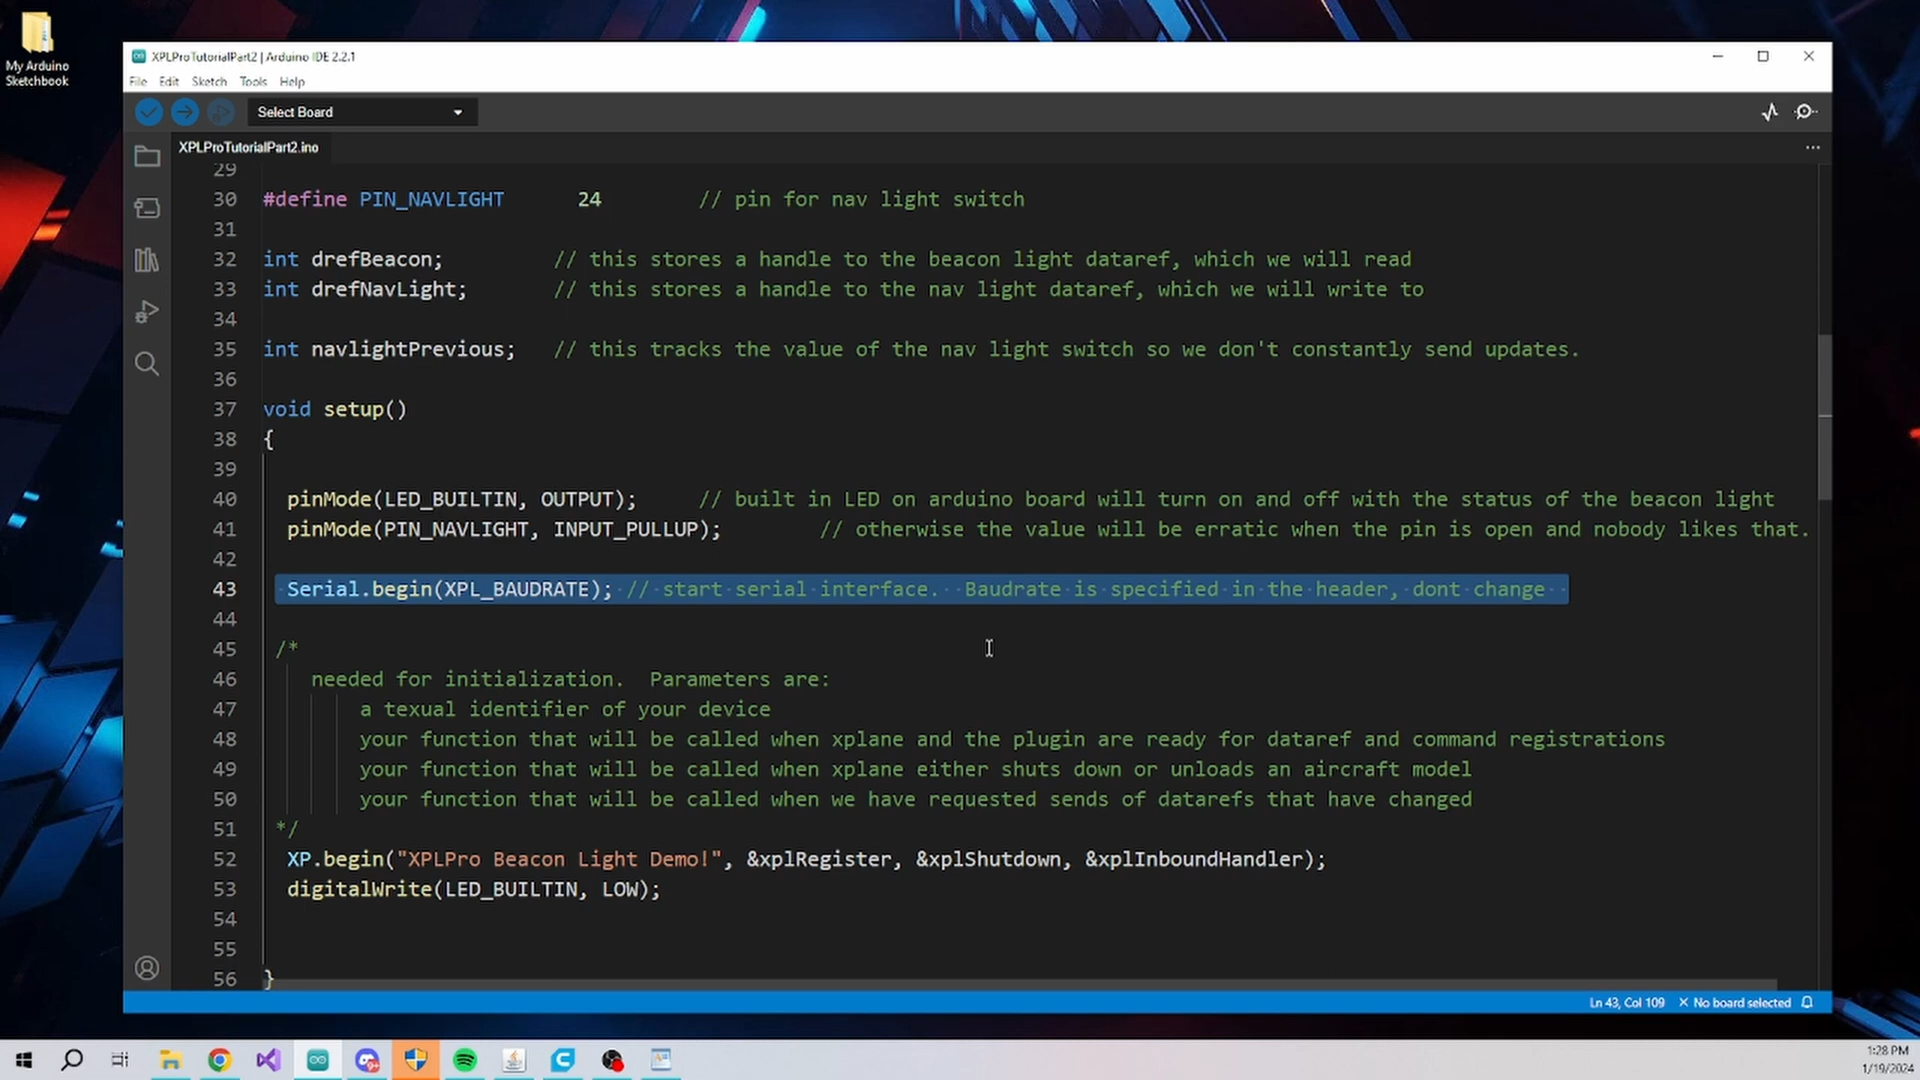 My Arduino
Sketchbook
XPLProTutorialPart2 | Arduino IDE 2.2.1
File Edit Sketch Tools Help
Select Board
XPLProTutorialPart2.ino
29
30 #define PIN_NAVLIGHT 24 // pin for nav light switch
31
32 int drefBeacon; // this stores a handle to the beacon light dataref, which we will read
33 int drefNavLight; // this stores a handle to the nav light dataref, which we will write to
34
35 int navlightPrevious; // this tracks the value of the nav light switch so we don't constantly send updates.
36
37 void setup()
38 {
39
40 pinMode(LED_BUILTIN, OUTPUT); // built in LED on arduino board will turn on and off with the status of the beacon light
41 pinMode(PIN_NAVLIGHT, INPUT_PULLUP); // otherwise the value will be erratic when the pin is open and nobody likes that.
42
43 Serial.begin(XPL_BAUDRATE); // start serial interface. Baudrate is specified in the header, dont change
44
45 /*
46 needed for initialization. Parameters are:
47 a texual identifier of your device
48 your function that will be called when xplane and the plugin are ready for dataref and command registrations
49 your function that will be called when xplane either shuts down or unloads an aircraft model
50 your function that will be called when we have requested sends of datarefs that have changed
51 */
52 XP.begin("XPLPro Beacon Light Demo!", &xplRegister, &xplShutdown, &xplInboundHandler);
53 digitalWrite(LED_BUILTIN, LOW);
54
55
56 }
Ln 43, Col 109 No board selected
1:28 PM
1/19/2024